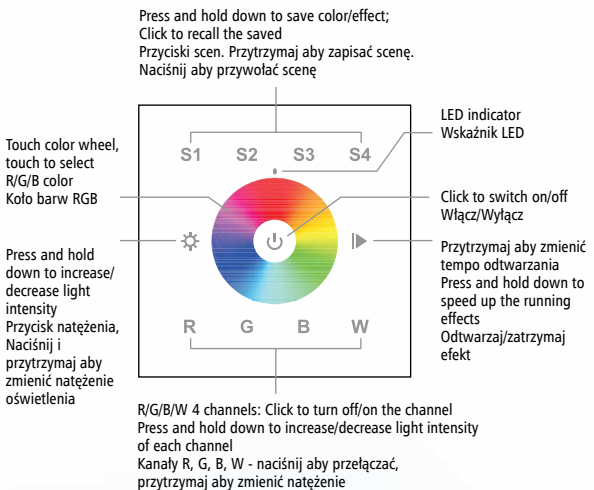 Press and hold down to save color/effect;
Click to recall the saved
Przyciski scen. Przytrzymaj aby zapisać scenę.
Naciśnij aby przywołać scenę
LED indicator
Wskaźnik LED
S1 S2 S3 S4
Touch color wheel,
touch to select
R/G/B color
Koło barw RGB
Click to switch on/off
Włącz/Wyłącz
Press and hold
down to increase/
decrease light
intensity
Przycisk natężenia,
Naciśnij i
przytrzymaj aby
zmienić natężenie
oświetlenia
Przytrzymaj aby zmienić
tempo odtwarzania
Press and hold down to
speed up the running
effects
Odtwarzaj/zatrzymaj
efekt
R G B W
R/G/B/W 4 channels: Click to turn off/on the channel
Press and hold down to increase/decrease light intensity
of each channel
Kanały R, G, B, W - naciśnij aby przełączać,
przytrzymaj aby zmienić natężenie